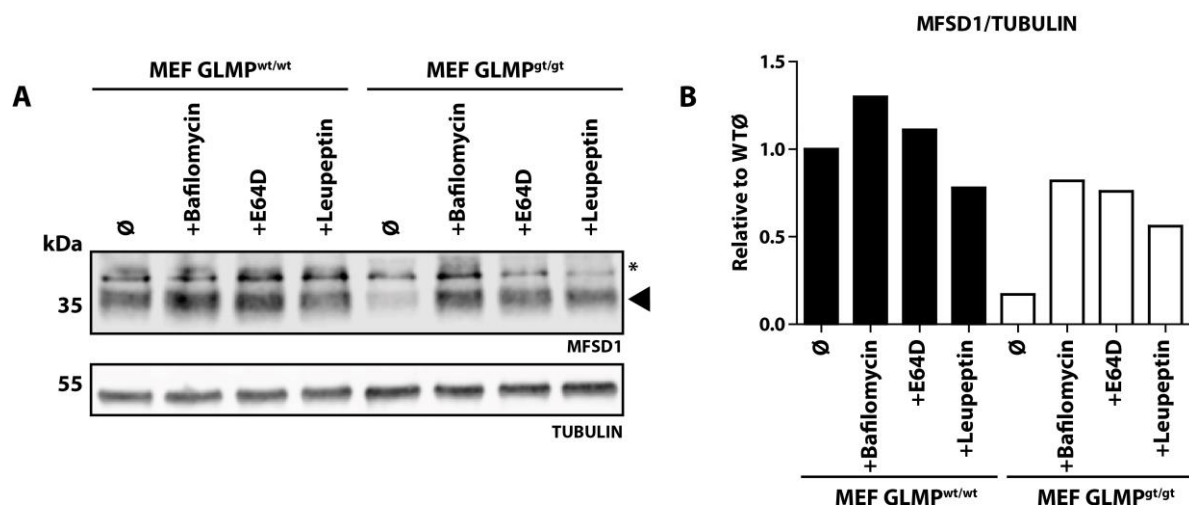 A
MEF GLMPwt/wt
MEF GLMPgt/gt
Ø
+Bafilomycin
+E64D
+Leupeptin
Ø
+Bafilomycin
+E64D
+Leupeptin
kDa
*
35
MFSD1
55
TUBULIN
B
MFSD1/TUBULIN
Relative to WTØ
1.5
1.0
0.5
0.0
Ø
+Bafilomycin
+E64D
+Leupeptin
Ø
+Bafilomycin
+E64D
+Leupeptin
MEF GLMPwt/wt
MEF GLMPgt/gt